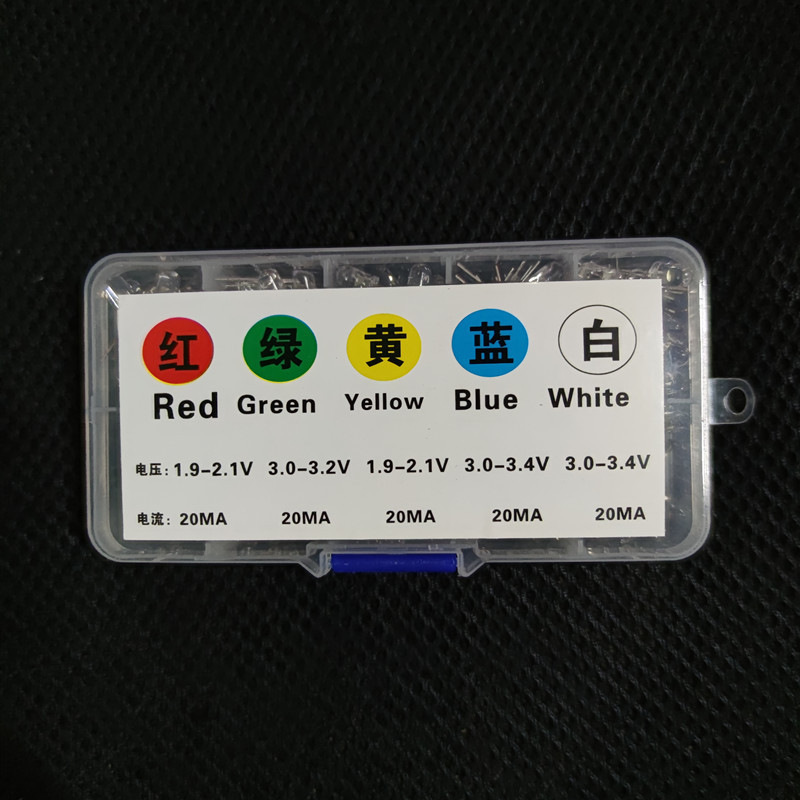 红 绿 黄 蓝 白
Red Green Yellow Blue White
电压: 1.9-2.1V 3.0-3.2V 1.9-2.1V 3.0-3.4V 3.0-3.4V
电流: 20MA 20MA 20MA 20MA 20MA